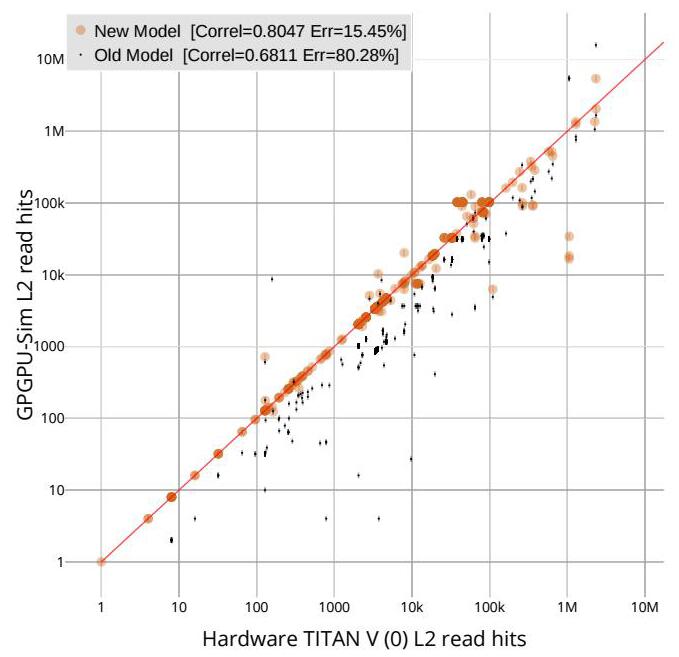 New Model [Correl=0.8047 Err=15.45%]
Old Model [Correl=0.6811 Err=80.28%]
10M
1M
100k
10k
1000
100
10
1
GPGPU-Sim L2 read hits
1 10 100 1000 10k 100k 1M 10M
Hardware TITAN V (0) L2 read hits